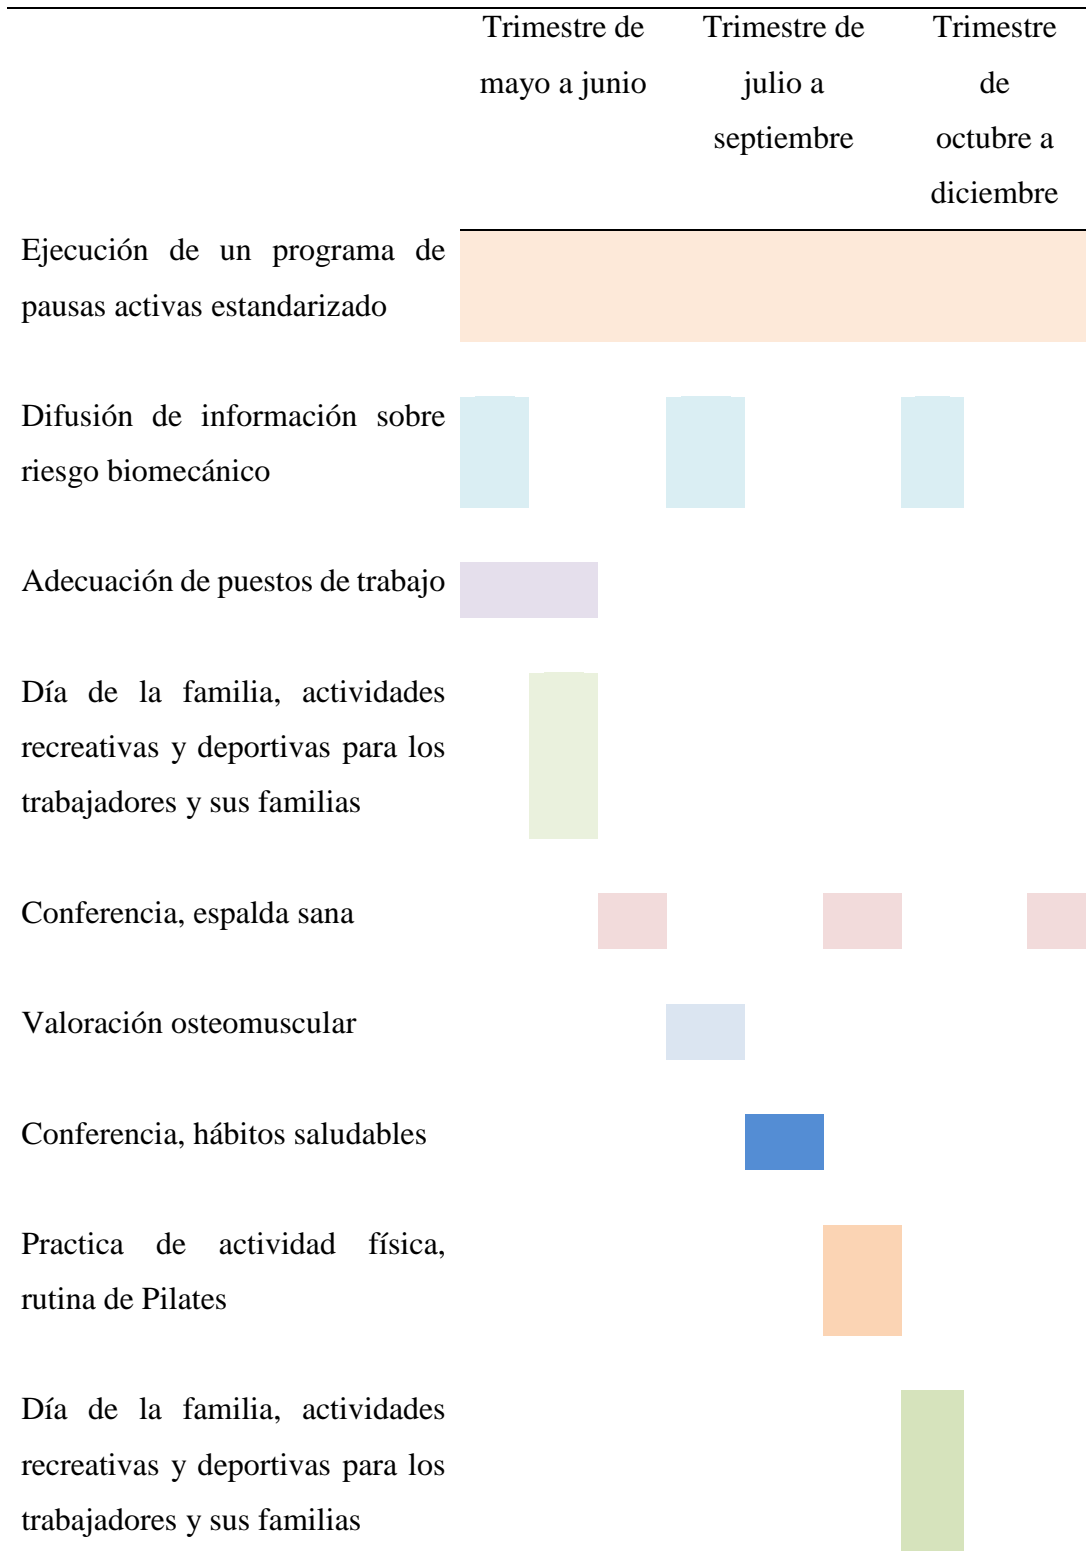 Trimestre de
mayo a junio
Trimestre de
julio a
septiembre
Trimestre
de
octubre a
diciembre
Ejecución de un programa de
pausas activas estandarizado
Difusión de información sobre
riesgo biomecánico
Adecuación de puestos de trabajo
Día de la familia, actividades
recreativas y deportivas para los
trabajadores y sus familias
Conferencia, espalda sana
Valoración osteomuscular
Conferencia, hábitos saludables
Practica de actividad física,
rutina de Pilates
Día de la familia, actividades
recreativas y deportivas para los
trabajadores y sus familias